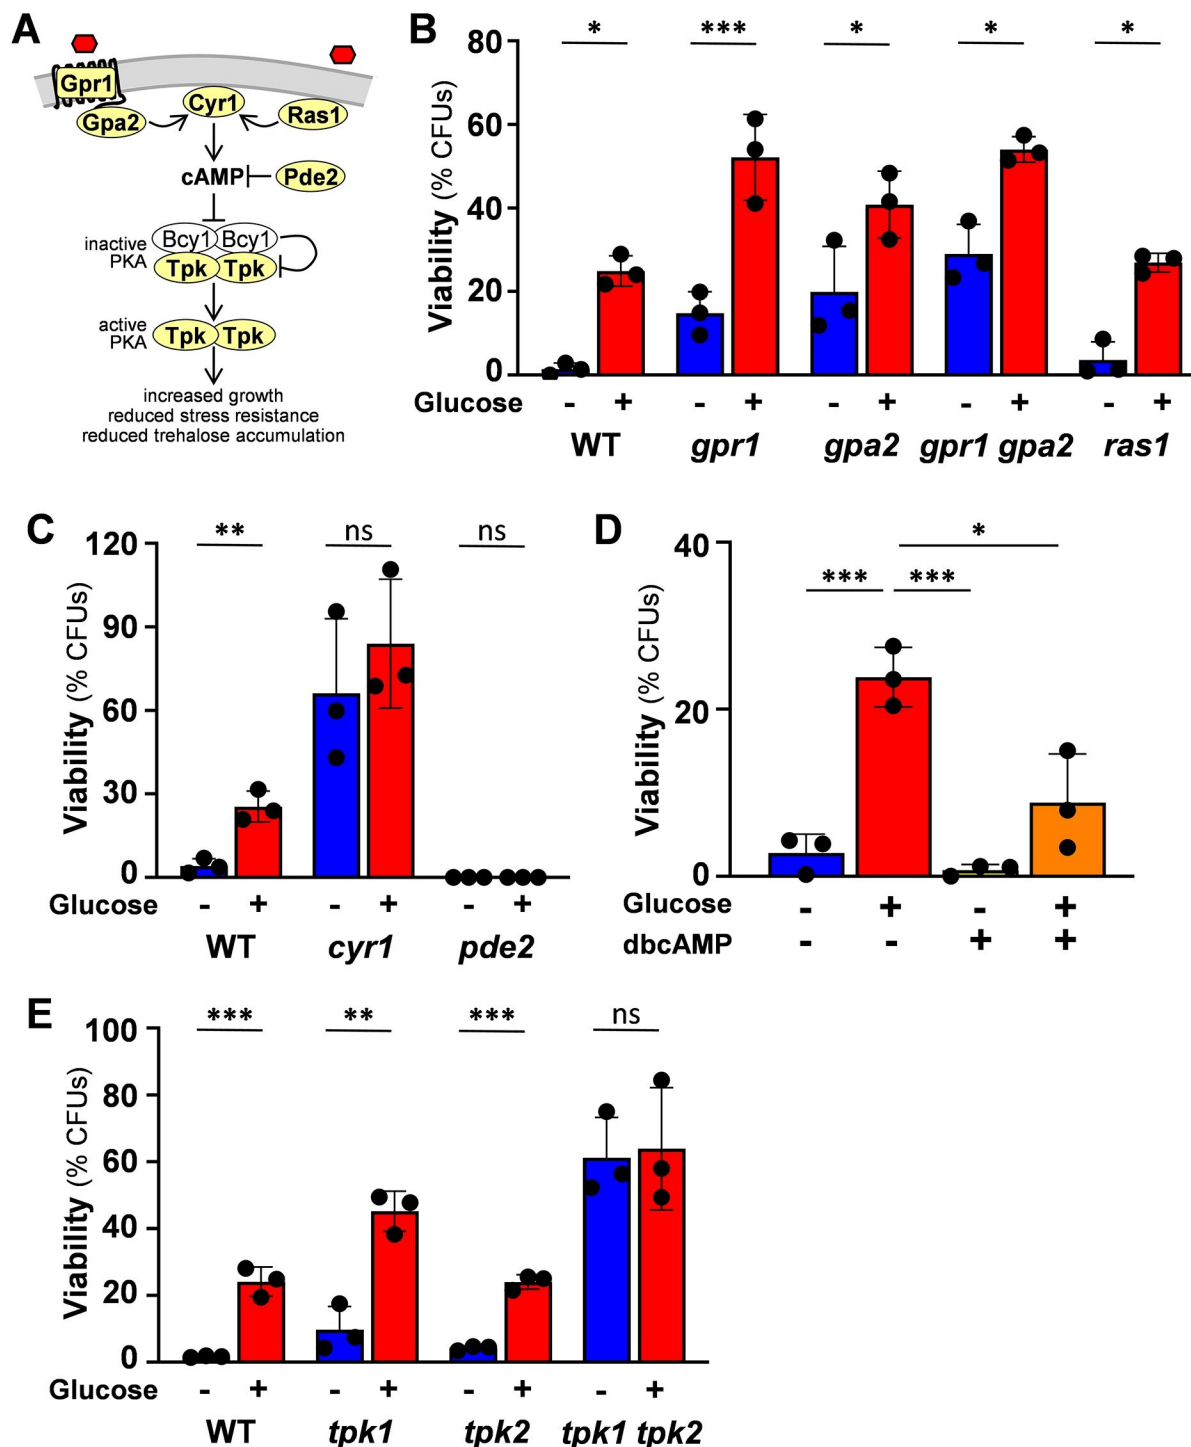 A
Gpr1
Gpa2
Cyr1
Ras1
cAMP
Pde2
inactive PKA
Bcy1 Bcy1
Tpk Tpk
active PKA
Tpk Tpk
increased growth
reduced stress resistance
reduced trehalose accumulation
B
* *** * * *
Viability (% CFUs)
80
60
40
20
0
Glucose - + - + - + - + - +
WT gpr1 gpa2 gpr1 gpa2 ras1
C
** ns ns
Viability (% CFUs)
120
90
60
30
0
Glucose - + - + - +
WT cyr1 pde2
D
*
*** ***
Viability (% CFUs)
40
20
0
Glucose - + - +
dbcAMP - - + +
E
*** ** *** ns
Viability (% CFUs)
100
80
60
40
20
0
Glucose - + - + - + - +
WT tpk1 tpk2 tpk1 tpk2